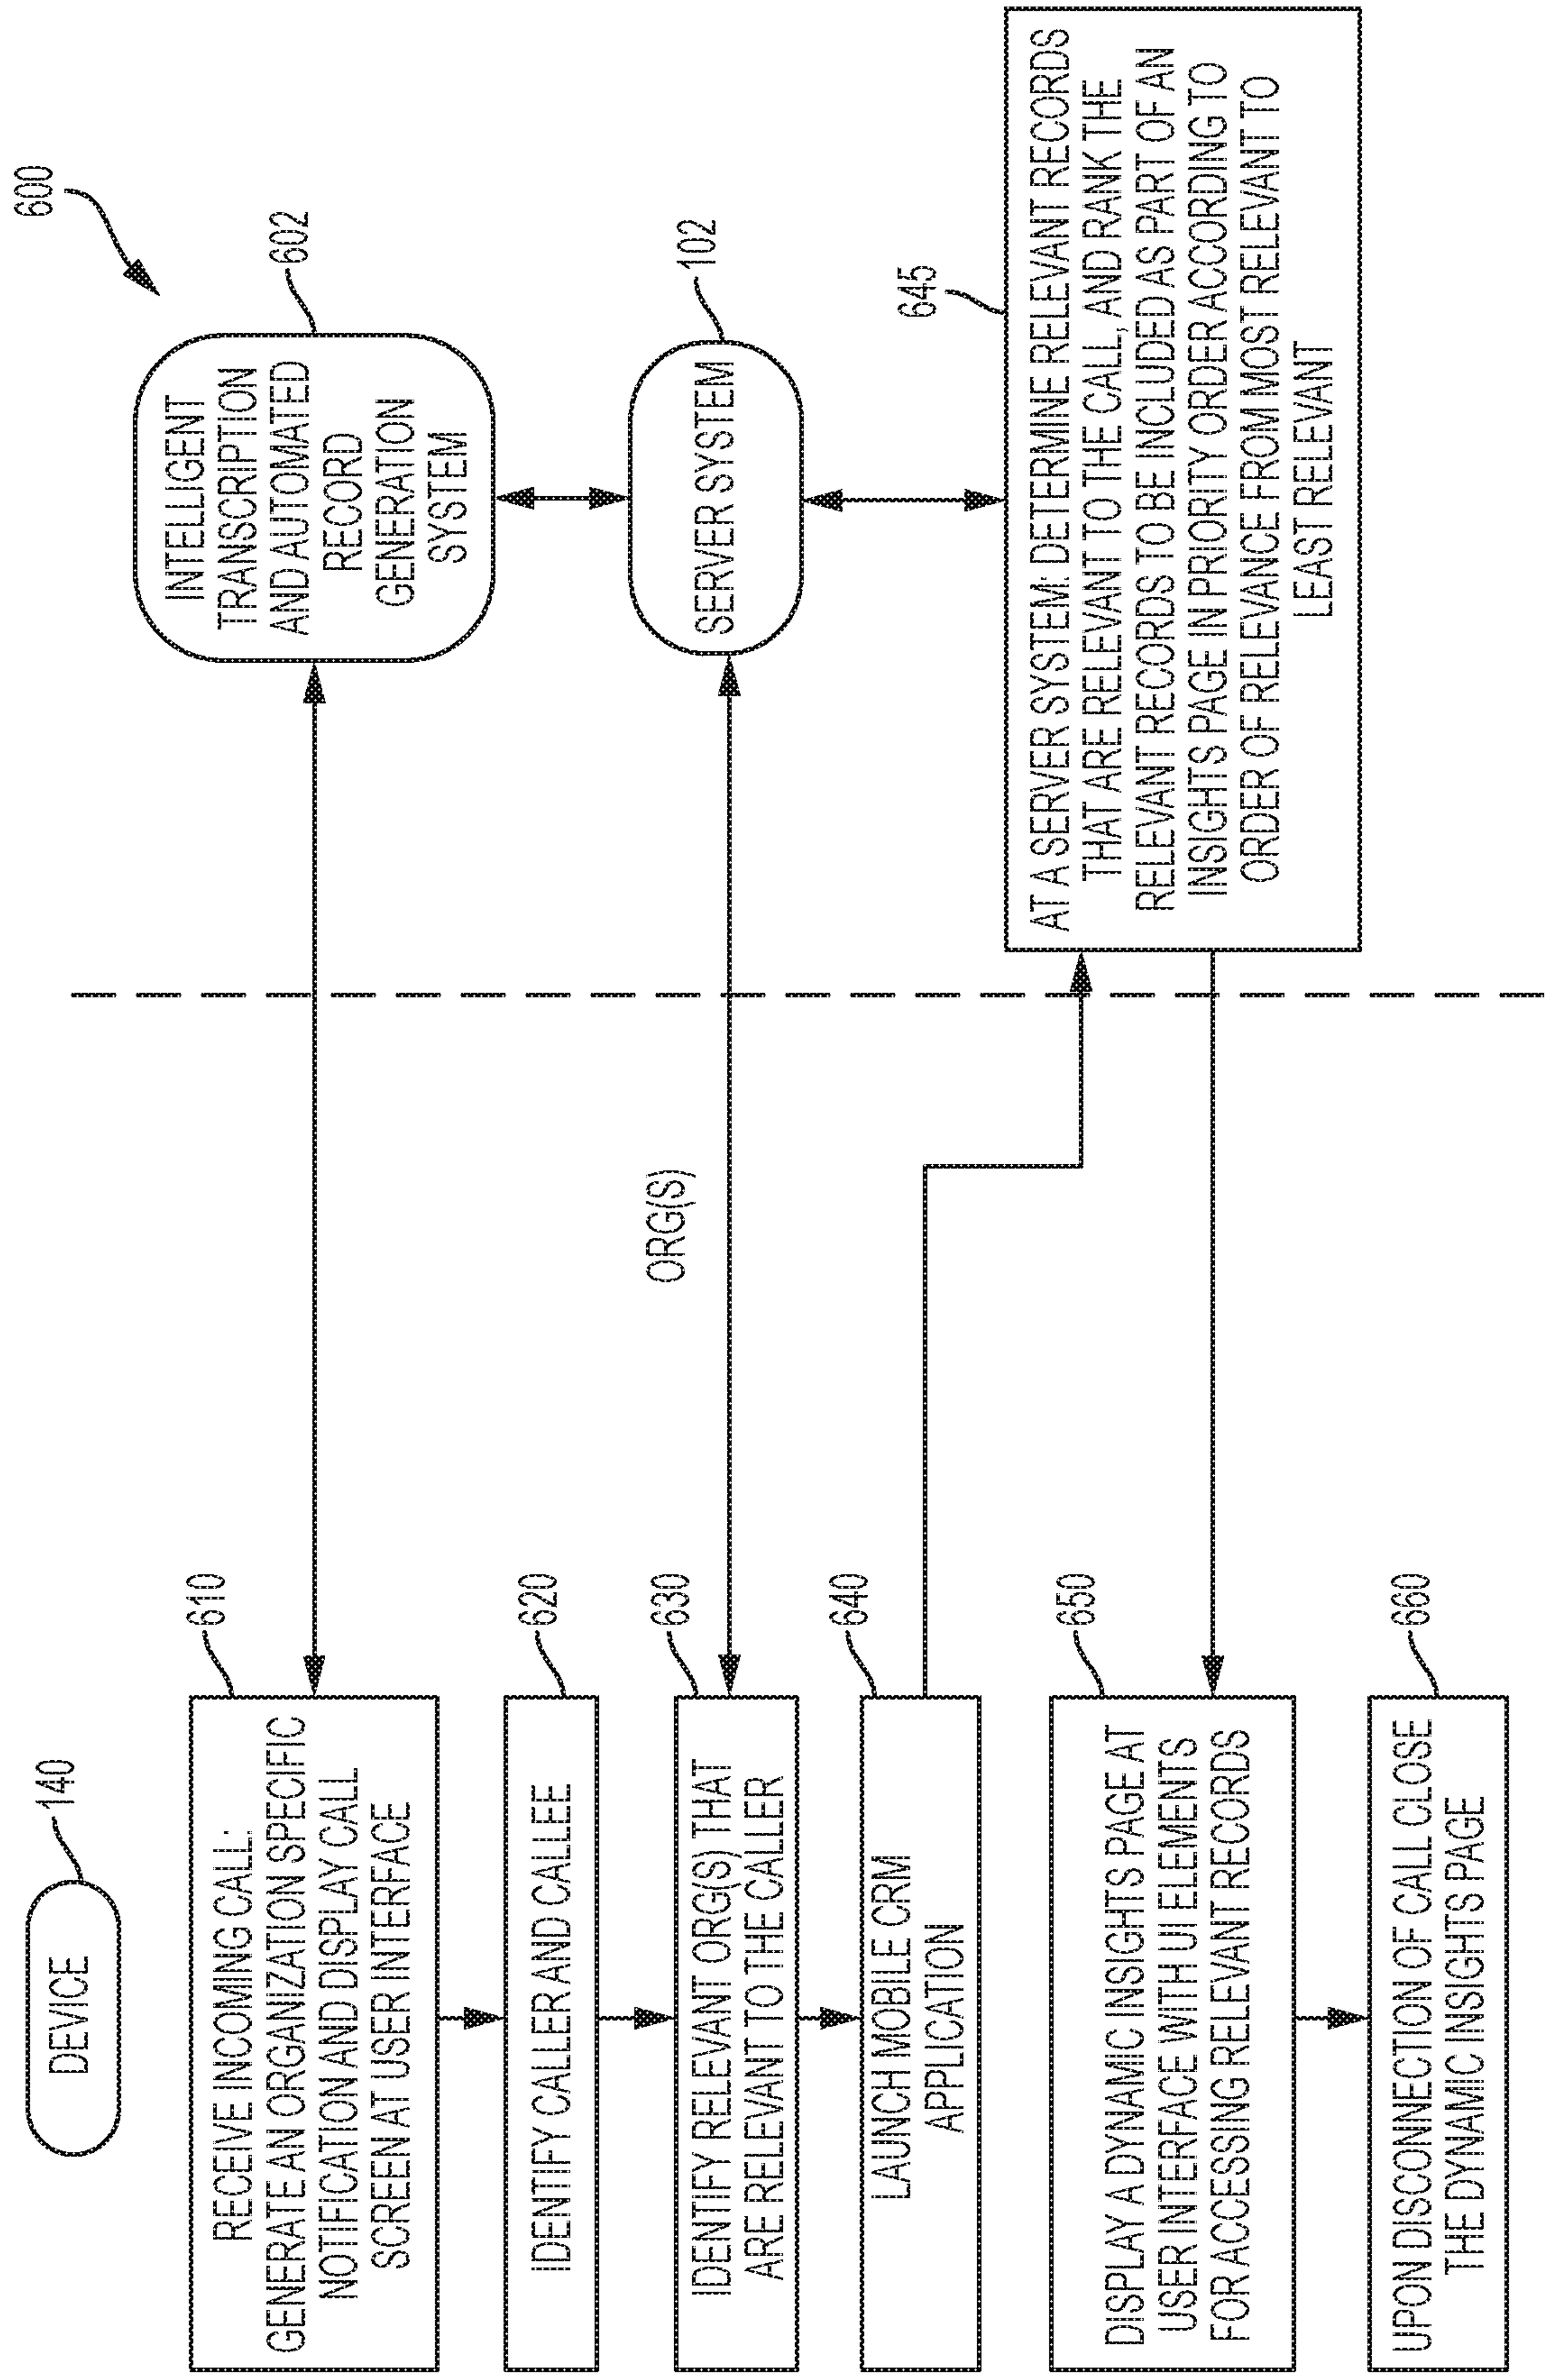 600
DEVICE
140
RECEIVE INCOMING CALL:
GENERATE AN ORGANIZATION SPECIFIC
NOTIFICATION AND DISPLAY CALL
SCREEN AT USER INTERFACE
610
INTELLIGENT
TRANSCRIPTION
AND AUTOMATED
RECORD
GENERATION
SYSTEM
602
IDENTIFY CALLER AND CALLEE
620
IDENTIFY RELEVANT ORG(S) THAT
ARE RELEVANT TO THE CALLER
630
ORG(S)
SERVER SYSTEM
102
LAUNCH MOBILE CRM
APPLICATION
640
AT A SERVER SYSTEM: DETERMINE RELEVANT RECORDS
THAT ARE RELEVANT TO THE CALL, AND RANK THE
RELEVANT RECORDS TO BE INCLUDED AS PART OF AN
INSIGHTS PAGE IN PRIORITY ORDER ACCORDING TO
ORDER OF RELEVANCE FROM MOST RELEVANT TO
LEAST RELEVANT
645
DISPLAY A DYNAMIC INSIGHTS PAGE AT
USER INTERFACE WITH UI ELEMENTS
FOR ACCESSING RELEVANT RECORDS
650
UPON DISCONNECTION OF CALL CLOSE
THE DYNAMIC INSIGHTS PAGE
660